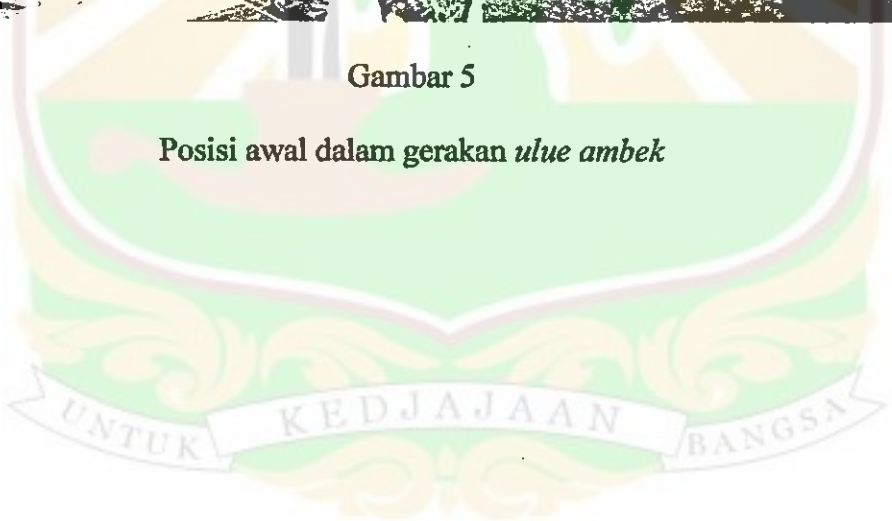 Gambar 5
Posisi awal dalam gerakan ulue ambek
UNTUK KEDJAJAAN BANGSA